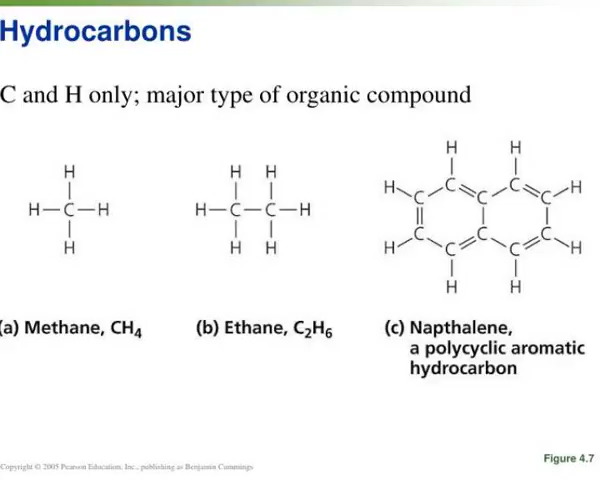 Hydrocarbons
C and H only; major type of organic compound
H
H–C–H
H
H H
H–C–C–H
H H
H H
H C C H
C C C
C C C
H C C H
H H
(a) Methane, CH₄
(b) Ethane, C₂H₆
(c) Napthalene,
a polycyclic aromatic
hydrocarbon
Figure 4.7
Copyright © 2005 Pearson Education, Inc., publishing as Benjamin Cummings